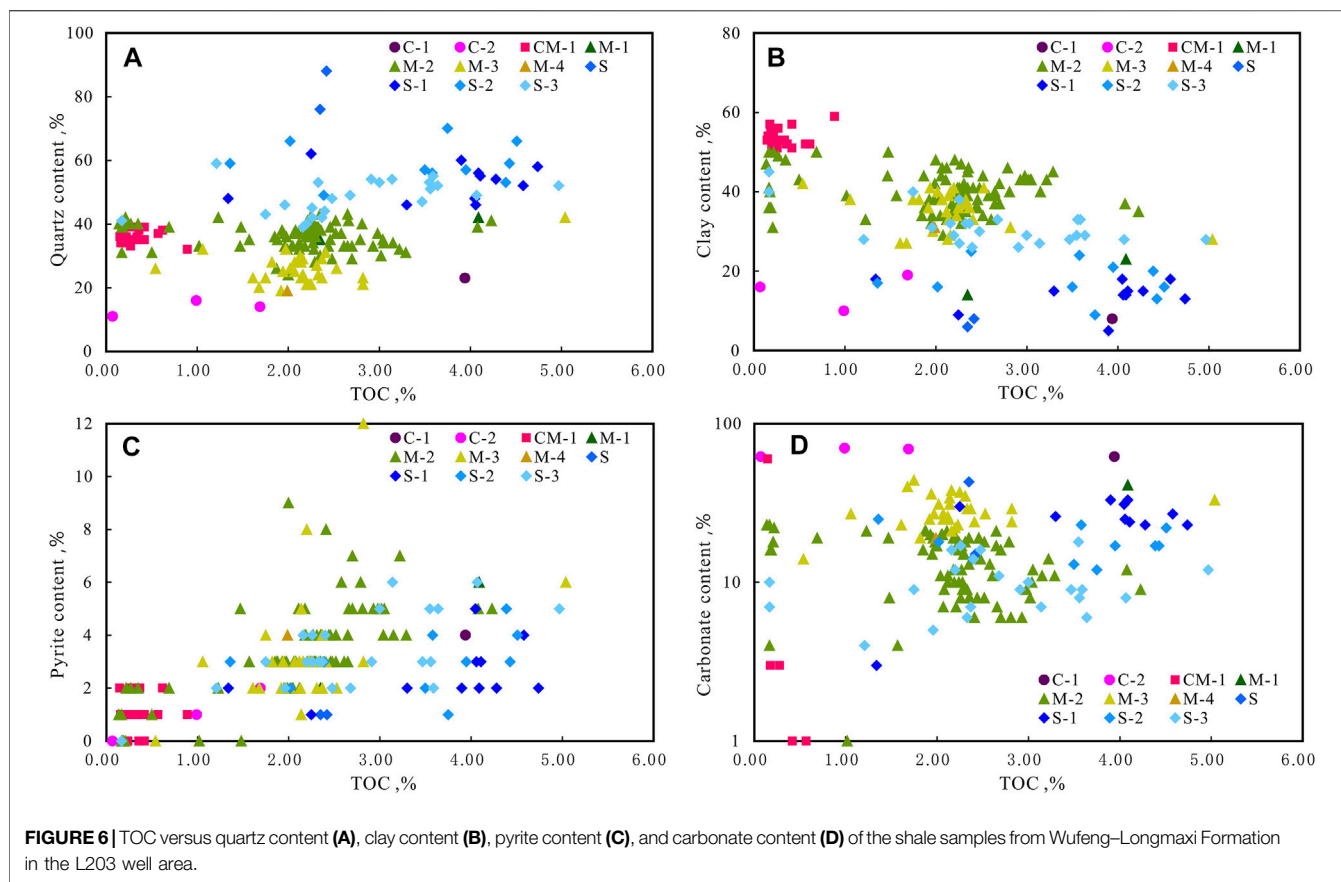 100
80
60
40
20
0
Quartz content ,%
A
C-1 C-2 CM-1 M-1
M-2 M-3 M-4 S
S-1 S-2 S-3
0.00 1.00 2.00 3.00 4.00 5.00 6.00
TOC ,%
80
60
40
20
0
Clay content ,%
B
C-1 C-2 CM-1 M-1
M-2 M-3 M-4 S
S-1 S-2 S-3
0.00 1.00 2.00 3.00 4.00 5.00 6.00
TOC ,%
12
10
8
6
4
2
0
Pyrite content ,%
C
C-1 C-2 CM-1 M-1
M-2 M-3 M-4 S
S-1 S-2 S-3
0.00 1.00 2.00 3.00 4.00 5.00 6.00
TOC ,%
100
10
1
Carbonate content ,%
D
C-1 C-2 CM-1 M-1
M-2 M-3 M-4 S
S-1 S-2 S-3
0.00 1.00 2.00 3.00 4.00 5.00 6.00
TOC ,%
FIGURE 6 | TOC versus quartz content (A), clay content (B), pyrite content (C), and carbonate content (D) of the shale samples from Wufeng–Longmaxi Formation
in the L203 well area.